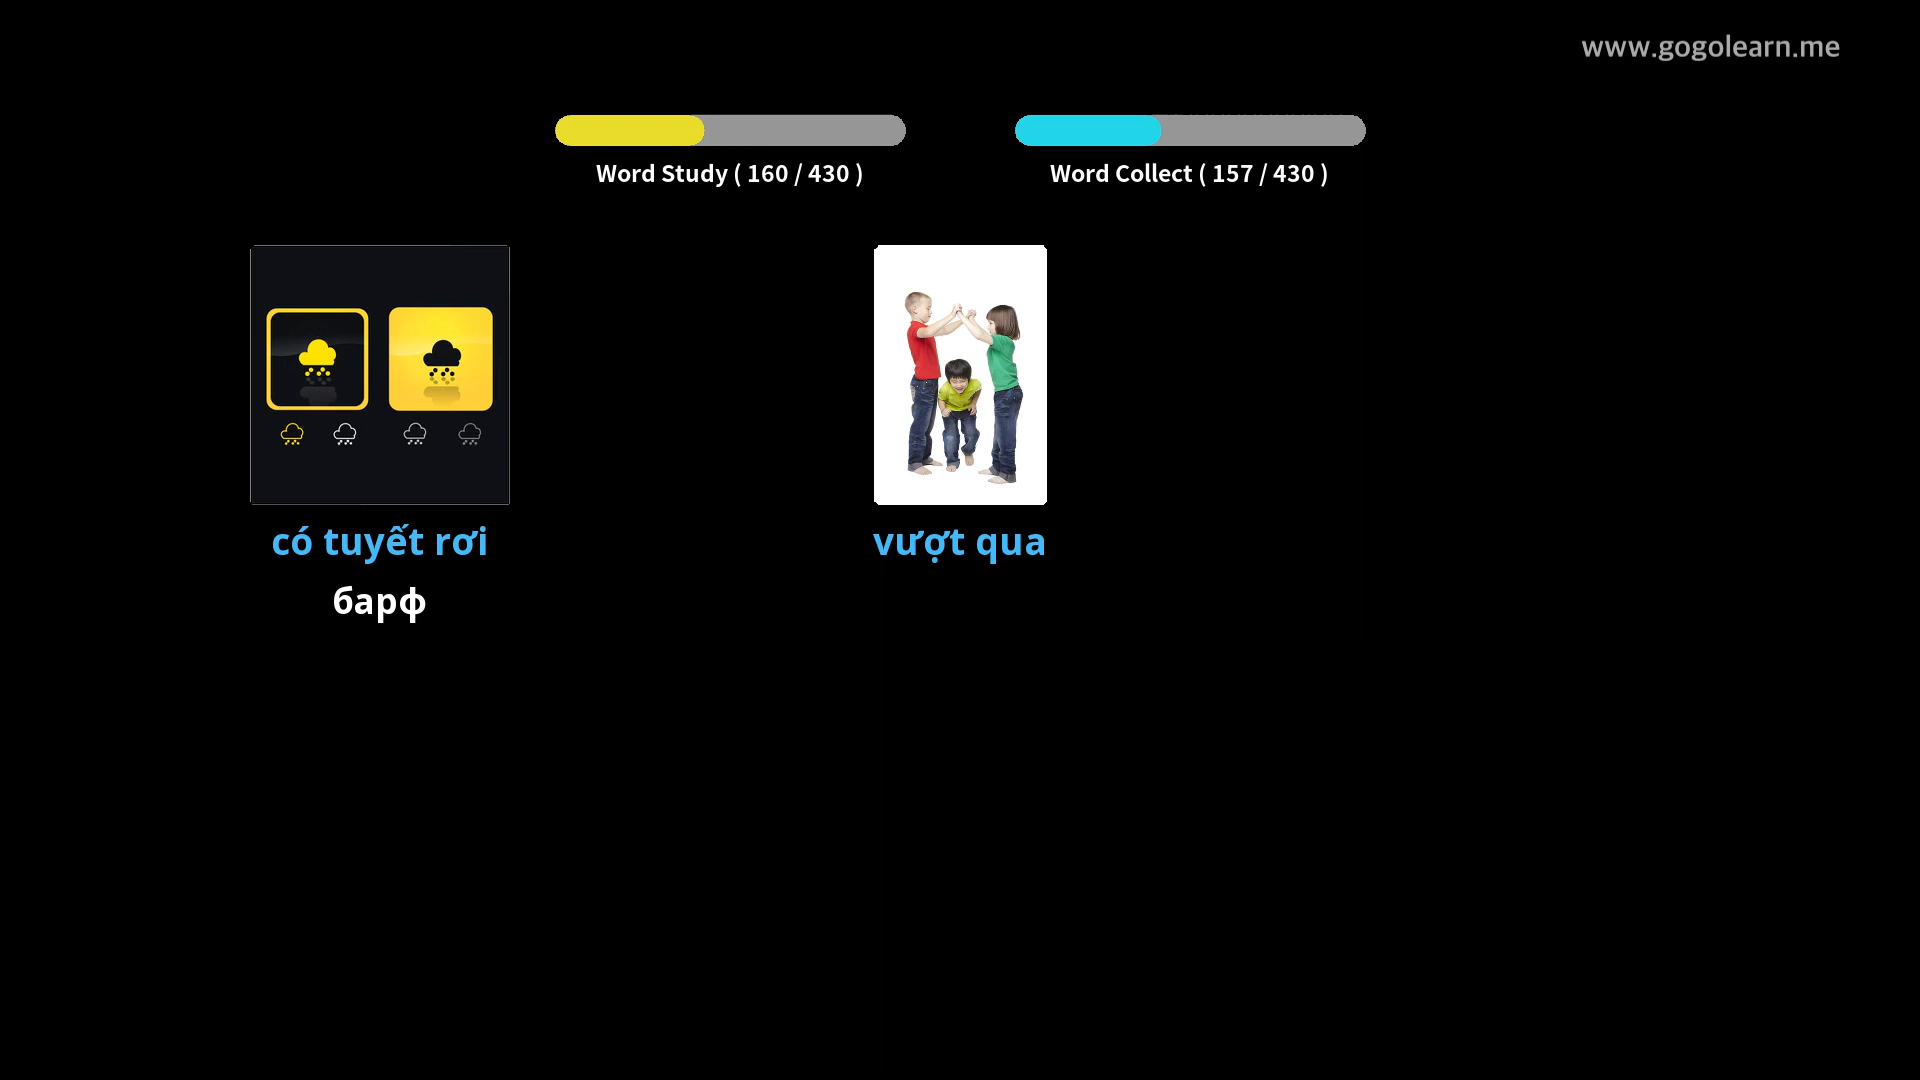 www.gogolearn.me
Word Study ( 160 / 430 )
Word Collect ( 157 / 430 )
có tuyết rơi
vượt qua
барф